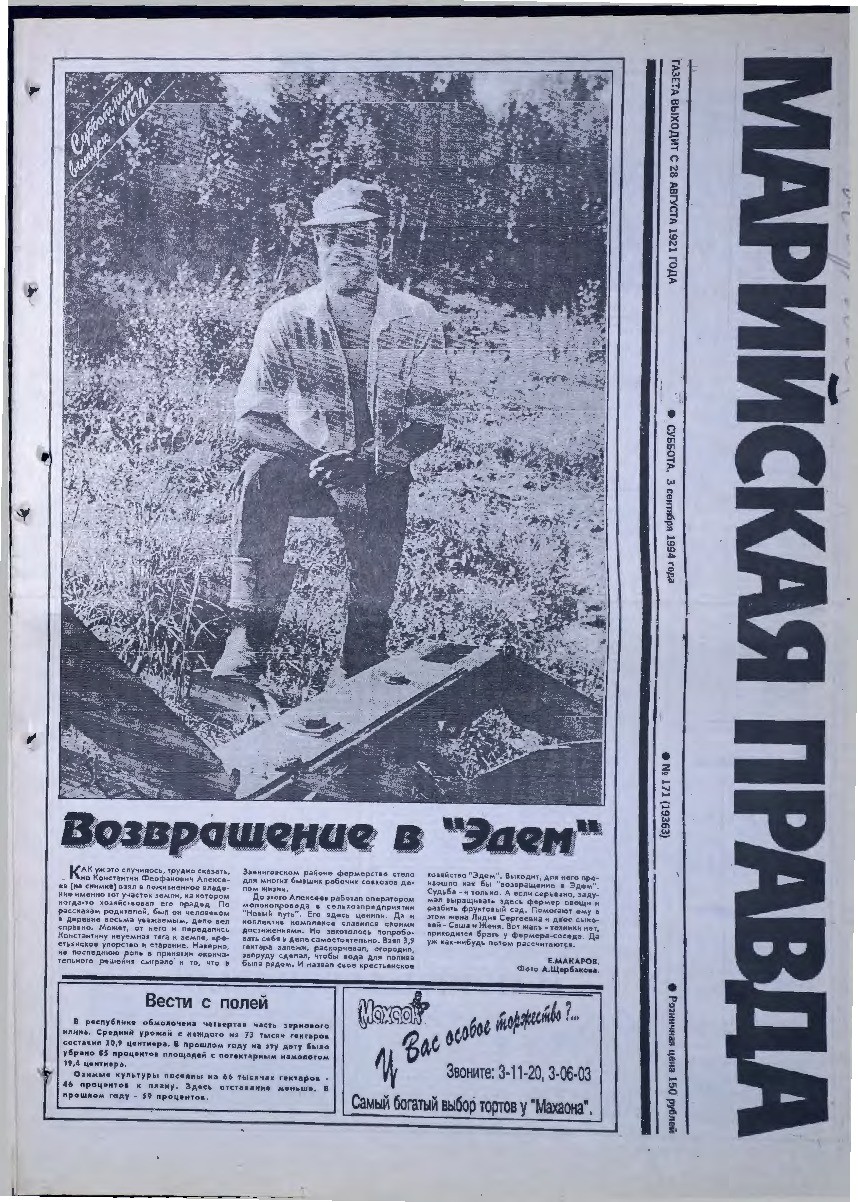 МАРИЙСКАЯ ПРАВДА
ГАЗЕТА ВЫХОДИТ С 28 АВГУСТА 1921 ГОДА
● СУББОТА, 3 сентября 1994 года
● № 171 (19363)
● Розничная цена 150 рублей
Субботний
выпуск "МП"
Возвращение в "Эдем"
КАК уж это случилось, трудно сказать,
но Константин Феофанович Алексе-
ев (на снимке) взял в пожизненное владе-
ние именно тот участок земли, на котором
когда-то хозяйствовал его прадед. По
рассказам родителей, был он человеком
в деревне весьма уважаемым, дело вел
справно. Может, от него и передались
Константину неуемная тяга к земле, кре-
стьянское упорство и старание. Наверно,
не последнюю роль в принятии оконча-
тельного решения сыграло и то, что в
Звениговском районе фермерство стало
для многих бывших рабочих совхозов де-
лом жизни.
До этого Алексеев работал оператором
молокопровода в сельхозпредприятии
"Новый путь". Его здесь ценили. Да и
коллектив комплекса славился своими
достижениями. Но захотелось попробо-
вать себя в деле самостоятельно. Взял 3,9
гектара залежи, раскорчевал, огородил,
запруду сделал, чтобы вода для полива
была рядом. И назвал свое крестьянское
хозяйство "Эдем". Выходит, для него про-
изошло как бы "возвращение в Эдем".
Судьба - и только. А если серьезно, заду-
мал выращивать здесь фермер овощи и
разбить фруктовый сад. Помогают ему в
этом жена Лидия Сергеевна и двое сыно-
вей - Саша и Женя. Вот жаль - техники нет,
приходится брать у фермера-соседа. Да
уж как-нибудь потом рассчитаются.
Е.МАКАРОВ.
Фото А.Щербакова.
Вести с полей
В республике обмолочена четвертая часть зернового
клина. Средний урожай с каждого из 73 тысяч гектаров
составил 20,9 центнера. В прошлом году на эту дату было
убрано 65 процентов площадей с погектарным намолотом
19,4 центнера.
Озимые культуры посеяны на 66 тысячах гектаров -
46 процентов к плану. Здесь отставание меньше. В
прошлом году - 59 процентов.
Махаон
У Вас особое торжество?...
Звоните: 3-11-20, 3-06-03
Самый богатый выбор тортов у "Махаона".